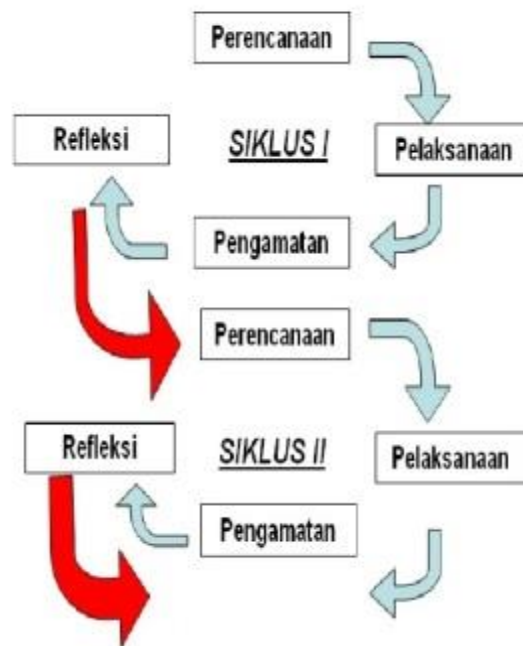 Perencanaan
Refleksi
SIKLUS I
Pelaksanaan
Pengamatan
Perencanaan
Refleksi
SIKLUS II
Pelaksanaan
Pengamatan